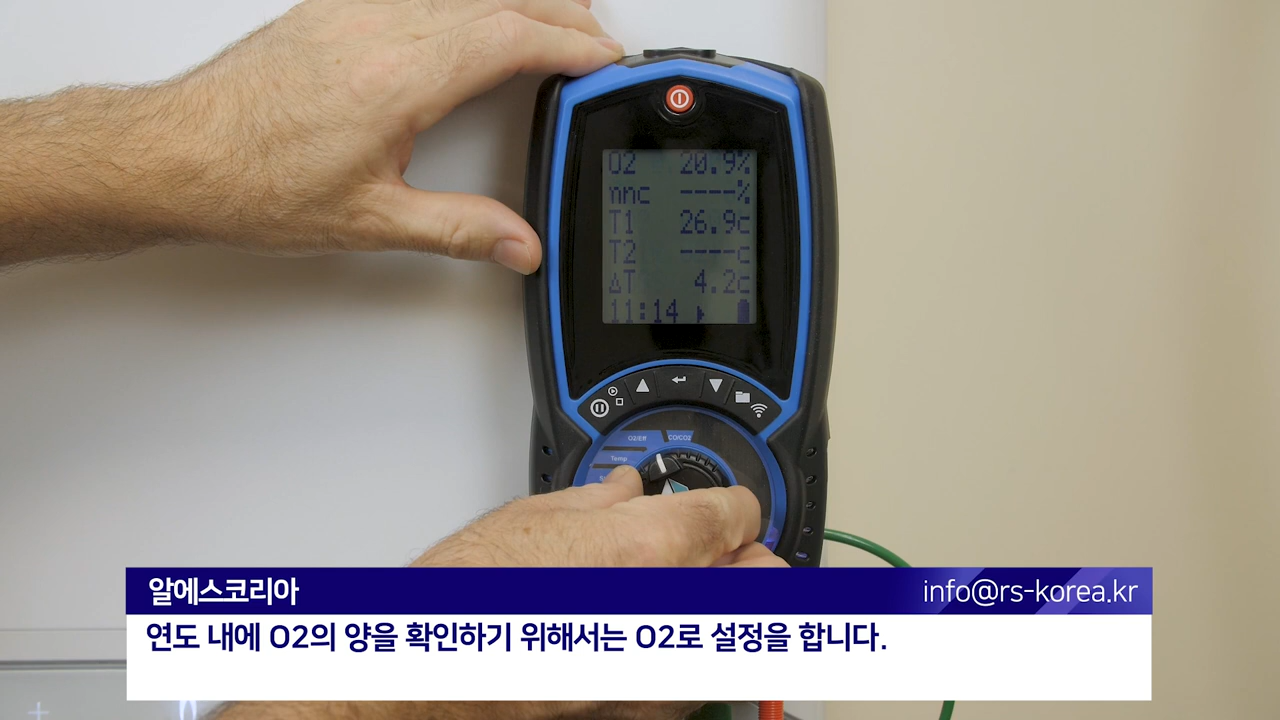 O2 20.9%
nnc ----%
T1 26.9c
T2 ----c
ΔT 4.2c
11:14
O2/Eff CO/CO2
Temp
알에스코리아 info@rs-korea.kr
연도 내에 O2의 양을 확인하기 위해서는 O2로 설정을 합니다.